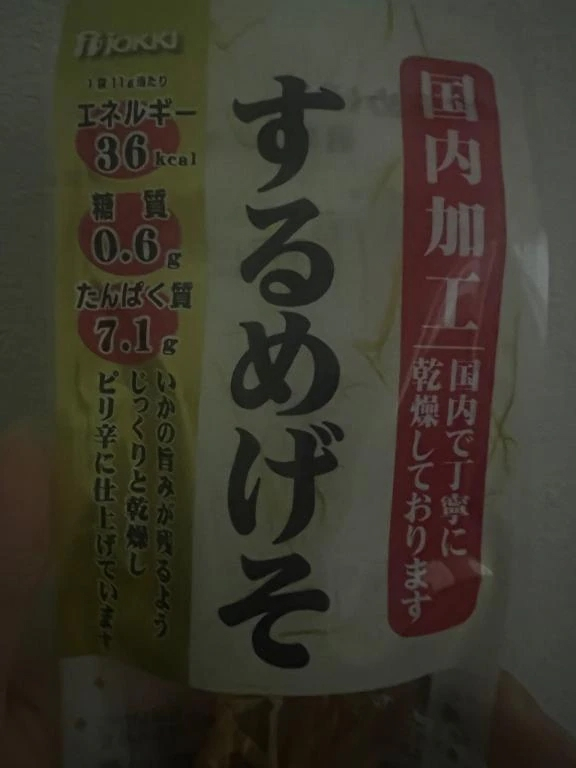 JOKKI
1袋11g当たり
エネルギー
36kcal
糖質
0.6g
たんぱく質
7.1g
いかの旨みが残るよう
じっくりと乾燥し
ピリ辛に仕上げています
するめげそ
国内加工
国内で丁寧に
乾燥しております